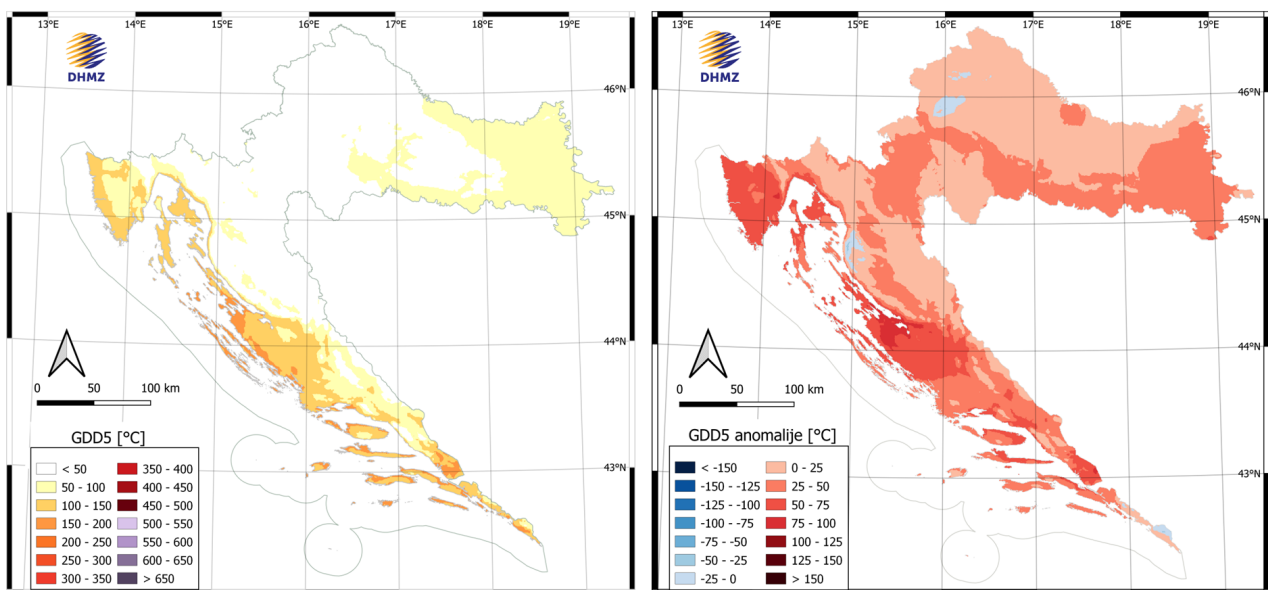 13°E 14°E 15°E 16°E 17°E 18°E 19°E
DHMZ
46°N
45°N
44°N
43°N
0 50 100 km
GDD5 [°C]
< 50 350 - 400
50 - 100 400 - 450
100 - 150 450 - 500
150 - 200 500 - 550
200 - 250 550 - 600
250 - 300 600 - 650
300 - 350 > 650
13°E 14°E 15°E 16°E 17°E 18°E 19°E
DHMZ
46°N
45°N
44°N
43°N
0 50 100 km
GDD5 anomalije [°C]
< -150 0 - 25
-150 - -125 25 - 50
-125 - -100 50 - 75
-100 - -75 75 - 100
-75 - -50 100 - 125
-50 - -25 125 - 150
-25 - 0 > 150